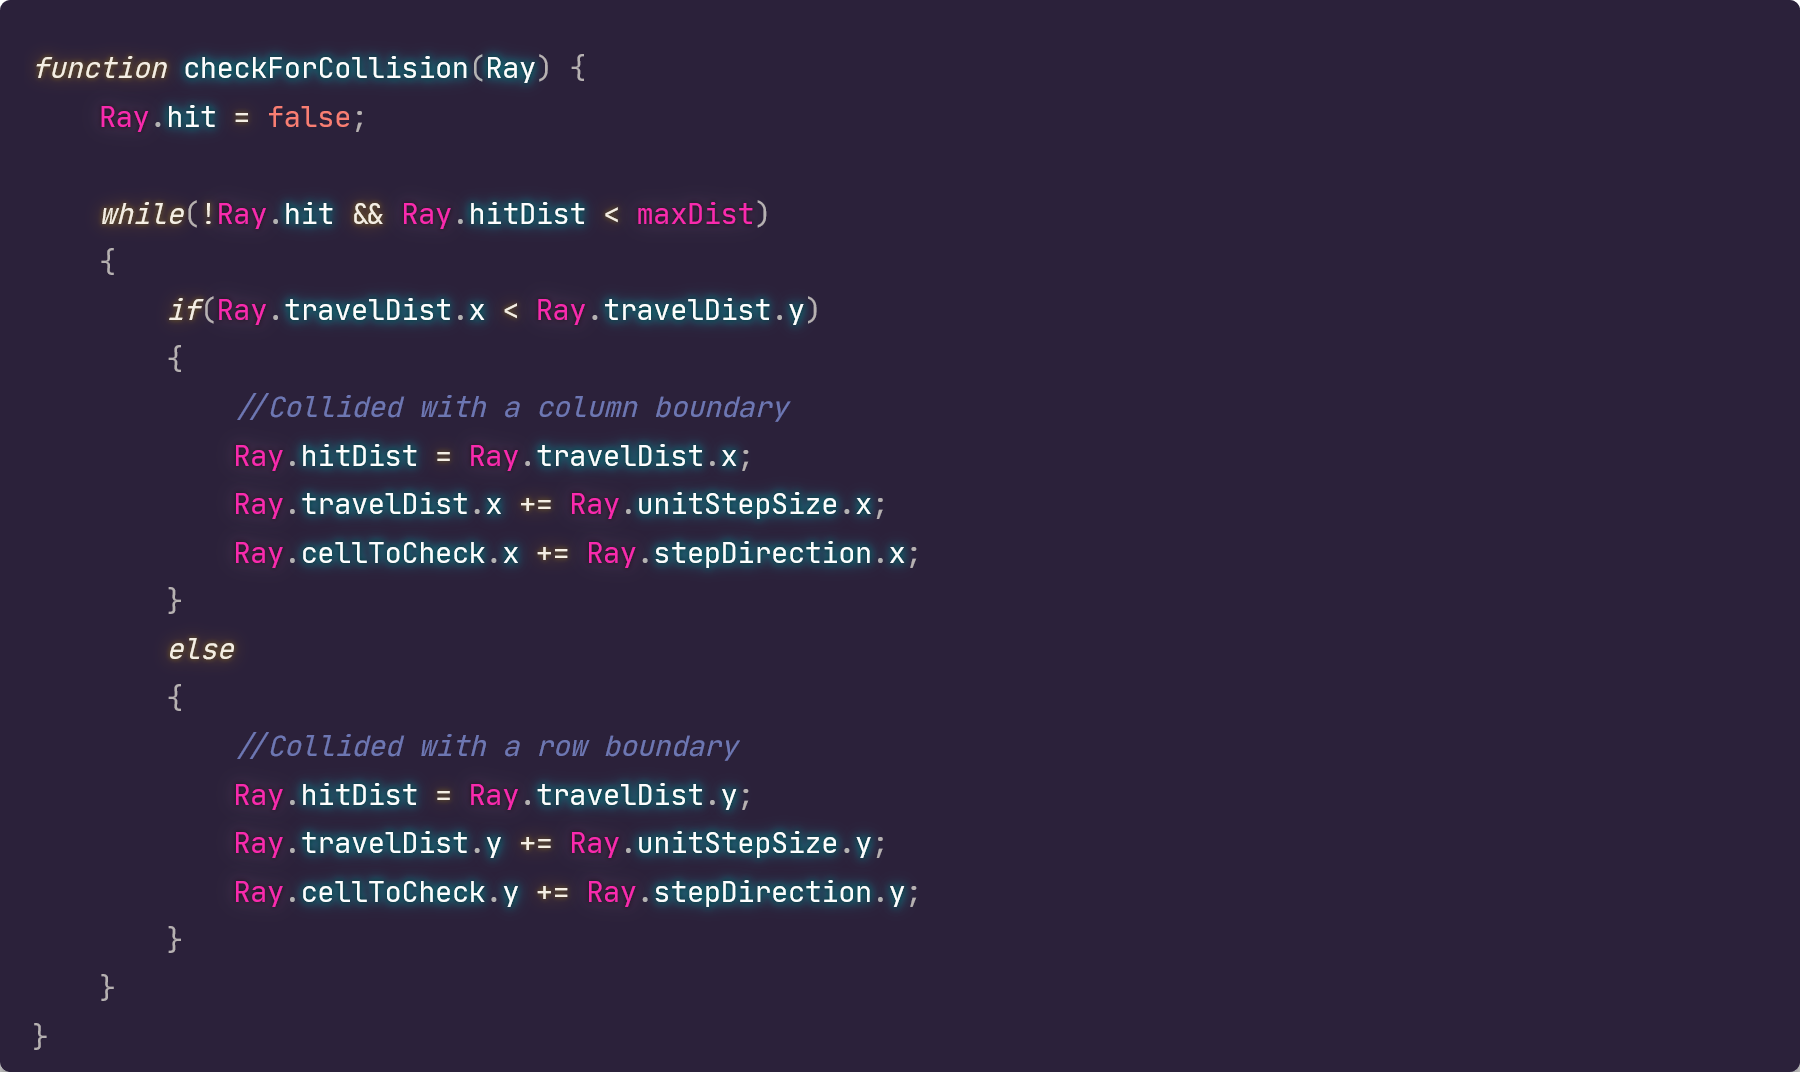 function checkForCollision(Ray) {
    Ray.hit = false;

    while(!Ray.hit && Ray.hitDist < maxDist)
    {
        if(Ray.travelDist.x < Ray.travelDist.y)
        {
            //Collided with a column boundary
            Ray.hitDist = Ray.travelDist.x;
            Ray.travelDist.x += Ray.unitStepSize.x;
            Ray.cellToCheck.x += Ray.stepDirection.x;
        }
        else
        {
            //Collided with a row boundary
            Ray.hitDist = Ray.travelDist.y;
            Ray.travelDist.y += Ray.unitStepSize.y;
            Ray.cellToCheck.y += Ray.stepDirection.y;
        }
    }
}